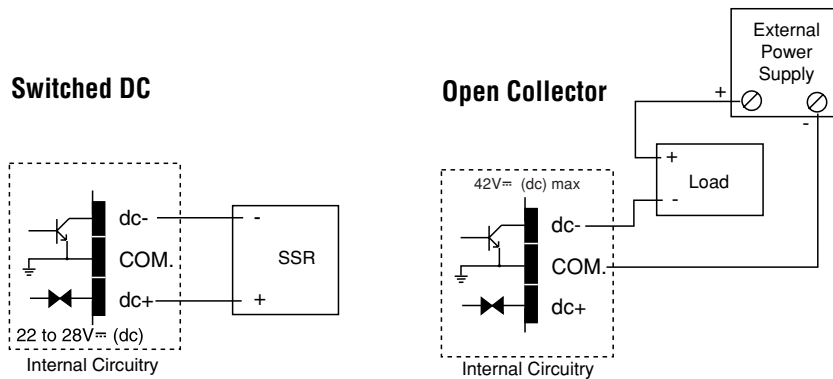 Switched DC
dc-
COM.
dc+
22 to 28V⎓ (dc)
Internal Circuitry
-
SSR
+
Open Collector
External
Power
Supply
+
-
42V⎓ (dc) max
+
Load
-
dc-
COM.
dc+
Internal Circuitry